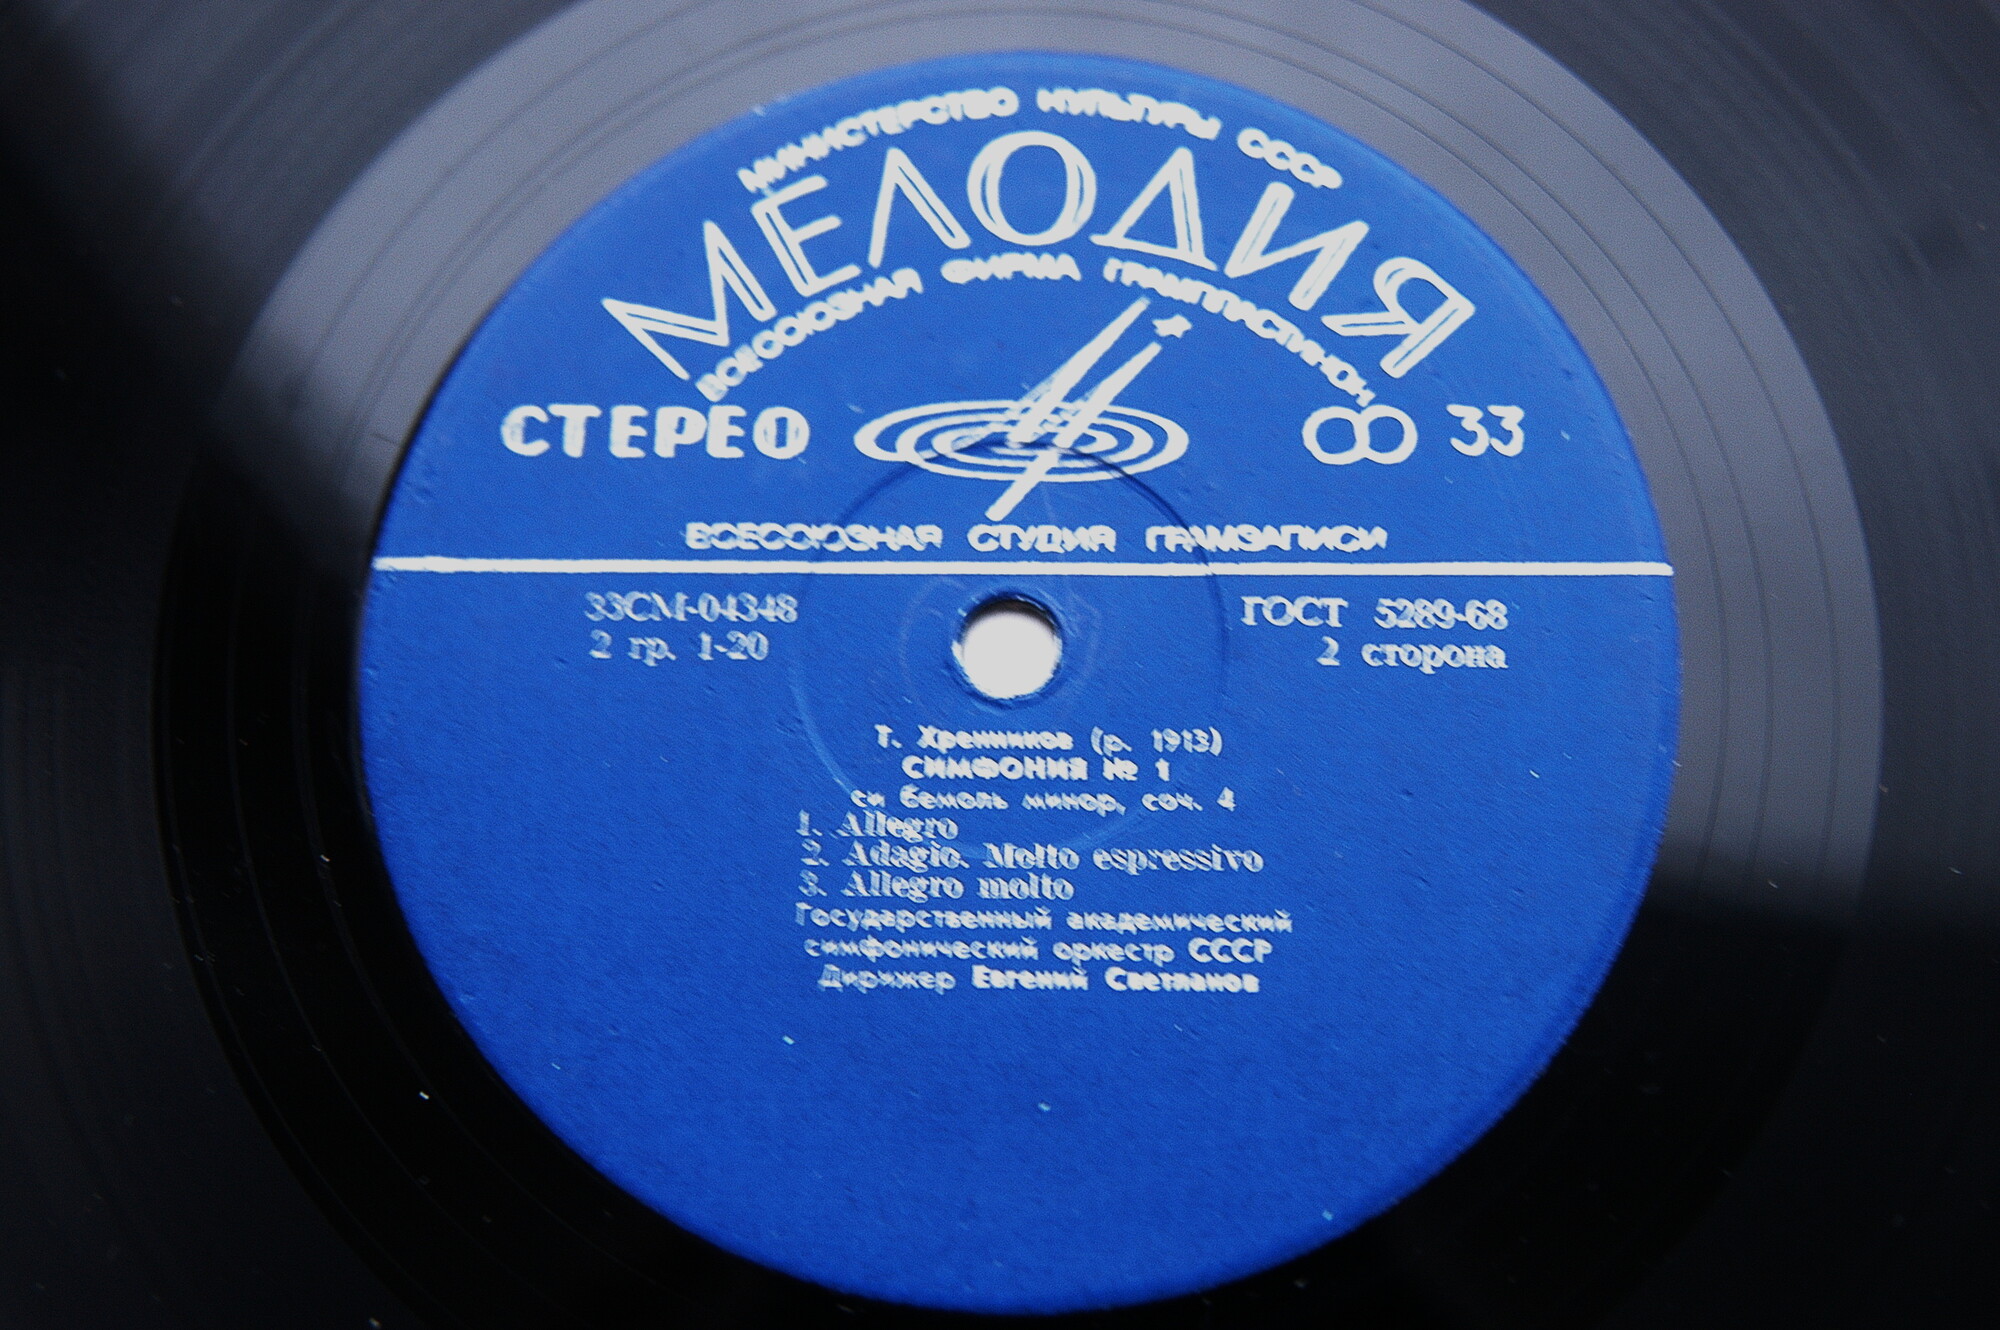 МИНИСТЕРСТВО КУЛЬТУРЫ СССР
МЕЛОДИЯ
ВСЕСОЮЗНАЯ ФИРМА ГРАМПЛАСТИНОК
СТЕРЕО
33
ВСЕСОЮЗНАЯ СТУДИЯ ГРАМЗАПИСИ
33СМ-04348
ГОСТ 5289-68
2 гр. 1-20
2 сторона
Т. Хренников (р. 1913)
СИМФОНИЯ № 1
си бемоль минор, соч. 4
1. Allegro
2. Adagio. Molto espressivo
3. Allegro molto
Государственный академический
симфонический оркестр СССР
Дирижер Евгений Светланов